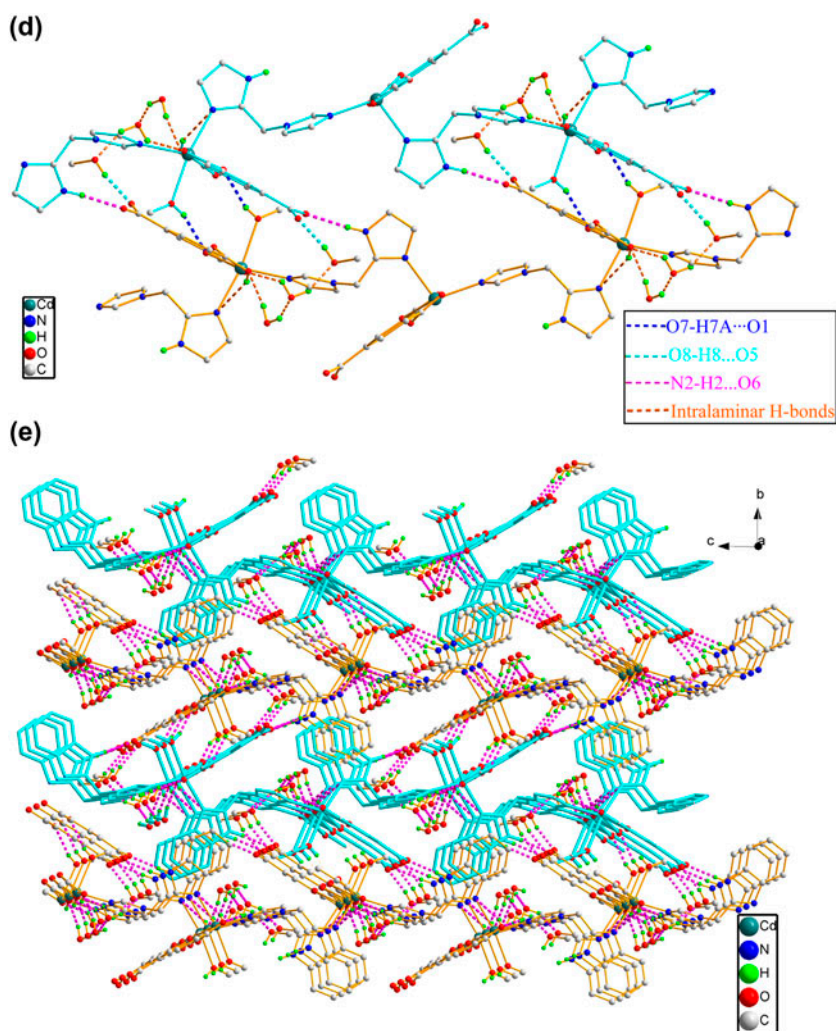 (d)
Cd
N
H
O
C
O7-H7A···O1
O8-H8...O5
N2-H2...O6
Intralaminar H-bonds
(e)
b
c
a
Cd
N
H
O
C